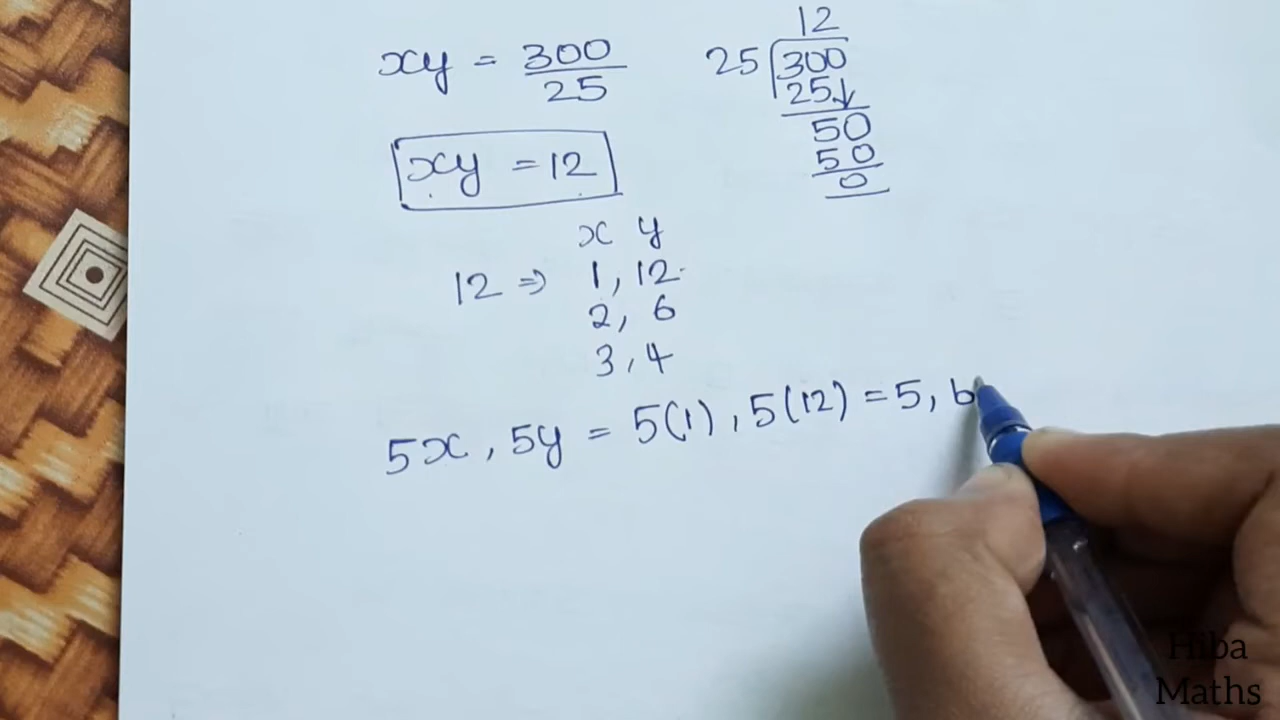 xy = 300/25
xy = 12
12
25 300
25↓
50
50
0
x y
12 ⇒ 1, 12
2, 6
3, 4
5x, 5y = 5(1), 5(12) = 5, 6
Hiba
Maths